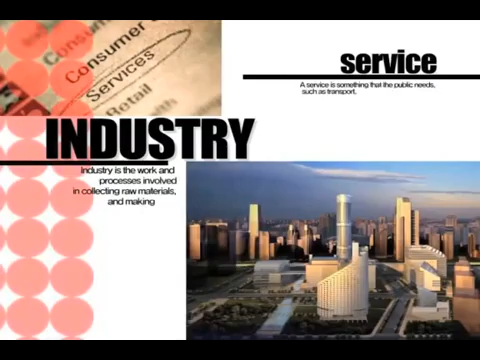 Consumer
Consumer
Services
Retail
service
A service is something that the public needs,
such as transport,
INDUSTRY
Industry is the work and
processes involved
in collecting raw materials,
and making